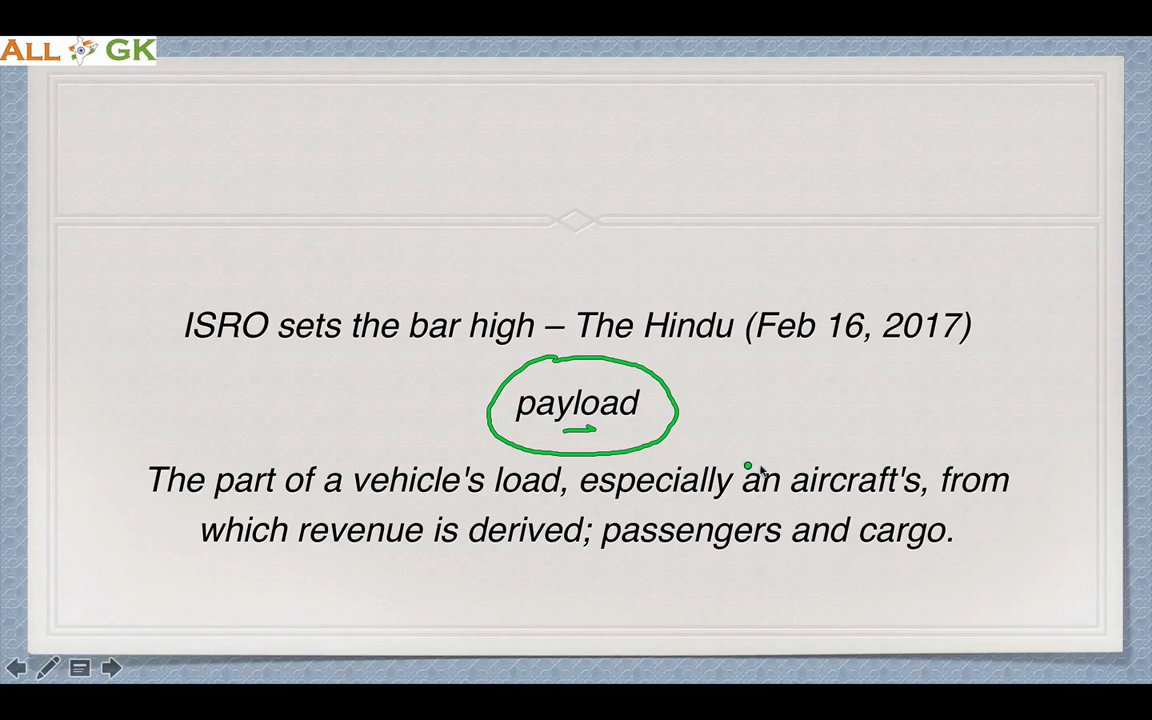 ALL GK
ISRO sets the bar high – The Hindu (Feb 16, 2017)
payload
The part of a vehicle's load, especially an aircraft's, from
which revenue is derived; passengers and cargo.